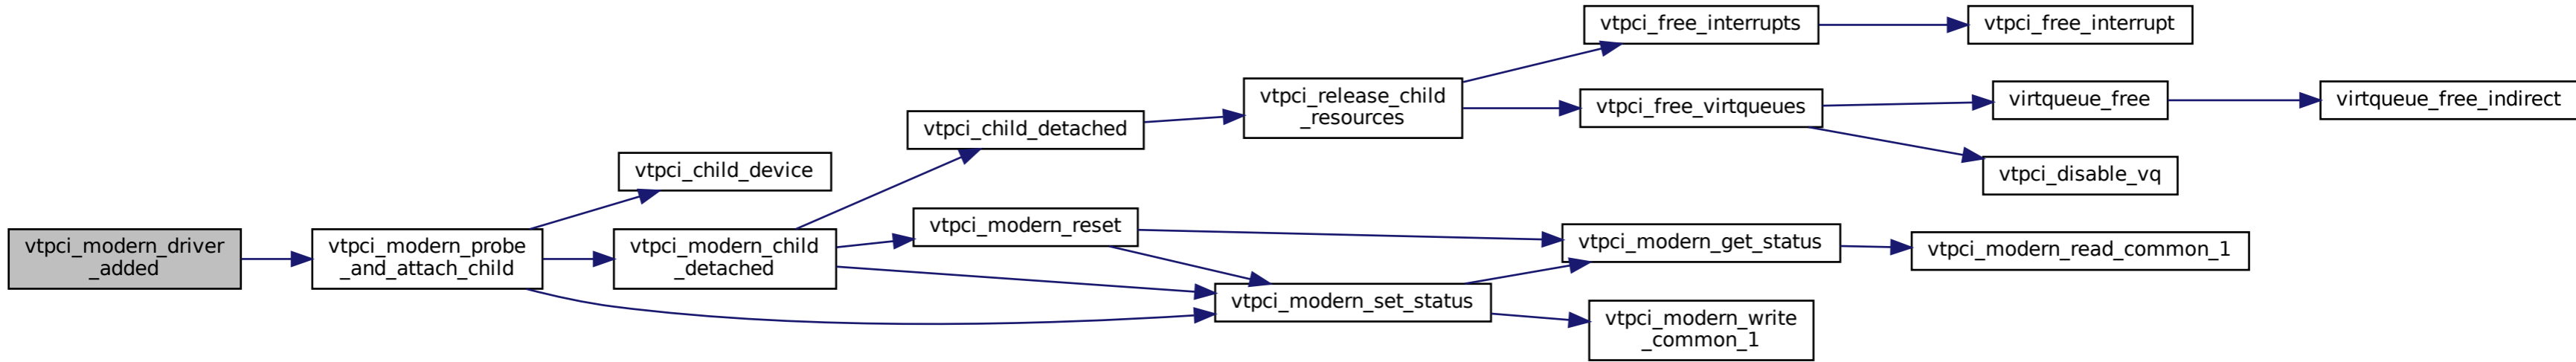 vtpci_modern_driver
_added
vtpci_modern_probe
_and_attach_child
vtpci_child_device
vtpci_modern_child
_detached
vtpci_child_detached
vtpci_modern_reset
vtpci_release_child
_resources
vtpci_modern_set_status
vtpci_free_interrupts
vtpci_free_virtqueues
vtpci_modern_get_status
vtpci_modern_write
_common_1
vtpci_free_interrupt
virtqueue_free
vtpci_disable_vq
vtpci_modern_read_common_1
virtqueue_free_indirect